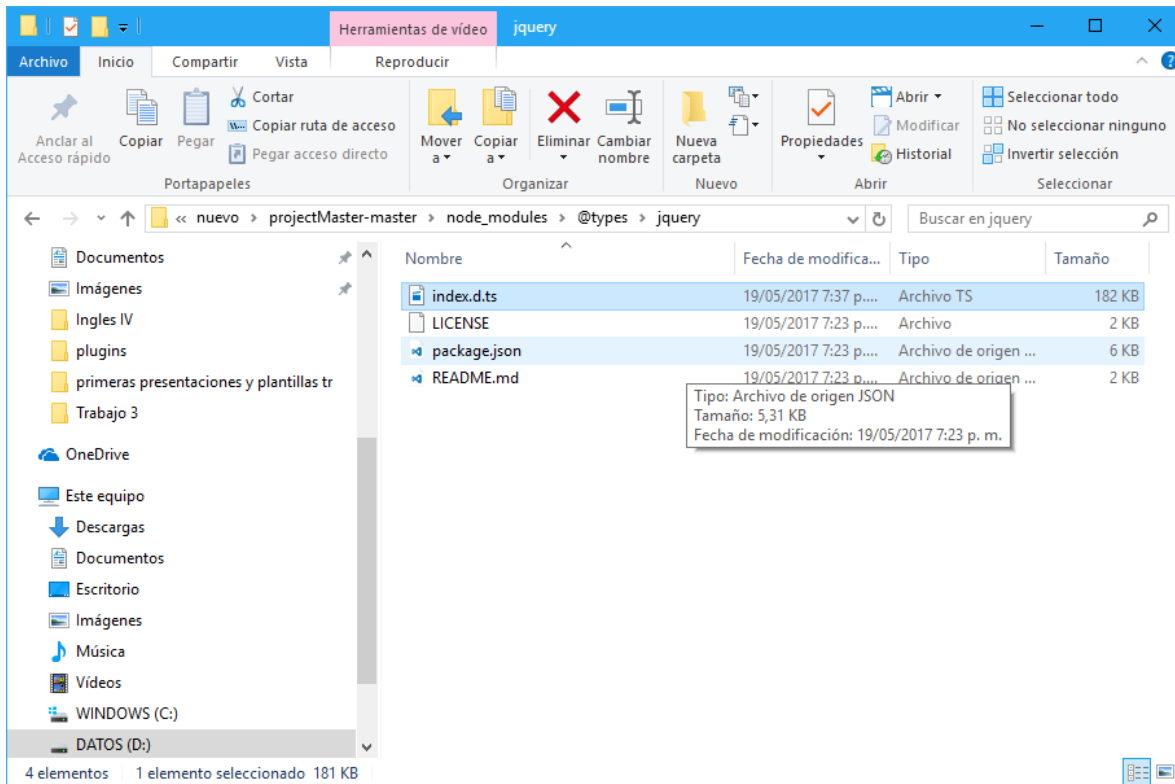 Herramientas de vídeo jquery
Archivo Inicio Compartir Vista Reproducir
Anclar al
Acceso rápido
Copiar
Pegar
Cortar
Copiar ruta de acceso
Pegar acceso directo
Portapapeles
Mover
a
Copiar
a
Eliminar
Cambiar
nombre
Organizar
Nueva
carpeta
Nuevo
Propiedades
Abrir
Modificar
Historial
Abrir
Seleccionar todo
No seleccionar ninguno
Invertir selección
Seleccionar
« nuevo > projectMaster-master > node_modules > @types > jquery
Buscar en jquery
Documentos
Imágenes
Ingles IV
plugins
primeras presentaciones y plantillas tr
Trabajo 3
OneDrive
Este equipo
Descargas
Documentos
Escritorio
Imágenes
Música
Vídeos
WINDOWS (C:)
DATOS (D:)
Nombre Fecha de modifica... Tipo Tamaño
index.d.ts 19/05/2017 7:37 p.... Archivo TS 182 KB
LICENSE 19/05/2017 7:23 p.... Archivo 2 KB
package.json 19/05/2017 7:23 p.... Archivo de origen ... 6 KB
README.md 19/05/2017 7:23 p.... Archivo de origen ... 2 KB
Tipo: Archivo de origen JSON
Tamaño: 5,31 KB
Fecha de modificación: 19/05/2017 7:23 p. m.
4 elementos 1 elemento seleccionado 181 KB